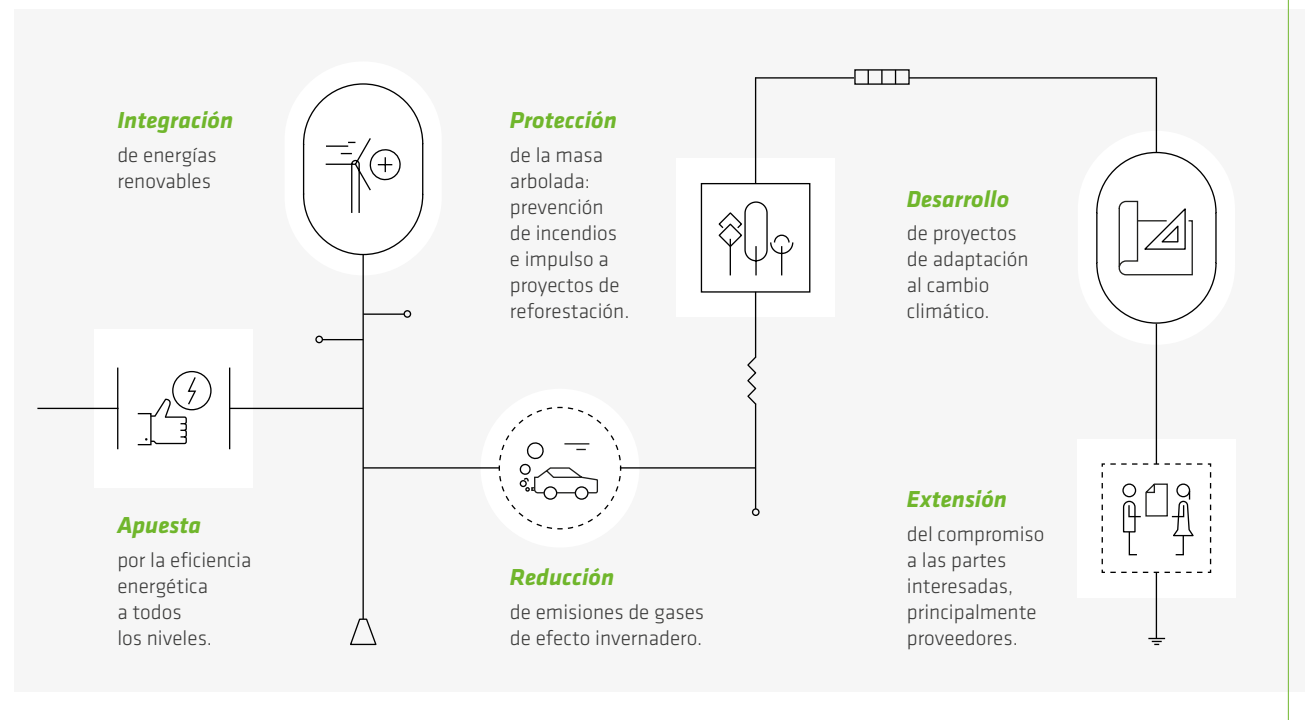 Integración
de energías
renovables
Apuesta
por la eficiencia
energética
a todos
los niveles.
Protección
de la masa
arbolada:
prevención
de incendios
e impulso a
proyectos de
reforestación.
Reducción
de emisiones de gases
de efecto invernadero.
Desarrollo
de proyectos
de adaptación
al cambio
climático.
Extensión
del compromiso
a las partes
interesadas,
principalmente
proveedores.